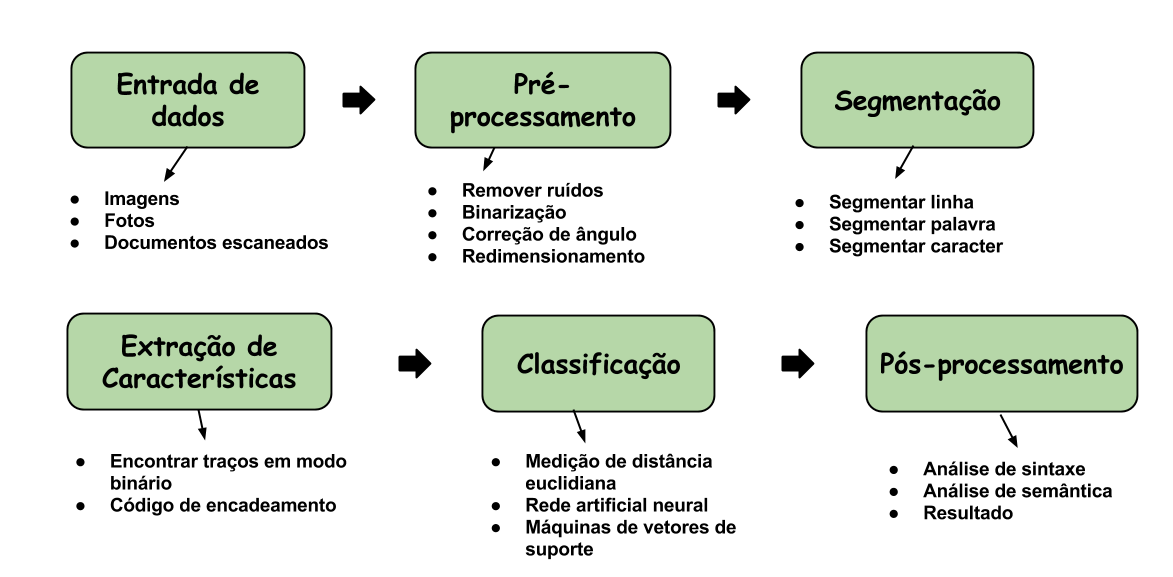 Entrada de
dados
Pré-
processamento
Segmentação
● Imagens
● Fotos
● Documentos escaneados
● Remover ruídos
● Binarização
● Correção de ângulo
● Redimensionamento
● Segmentar linha
● Segmentar palavra
● Segmentar caracter
Extração de
Características
Classificação
Pós-processamento
● Encontrar traços em modo
binário
● Código de encadeamento
● Medição de distância
euclidiana
● Rede artificial neural
● Máquinas de vetores de
suporte
● Análise de sintaxe
● Análise de semântica
● Resultado